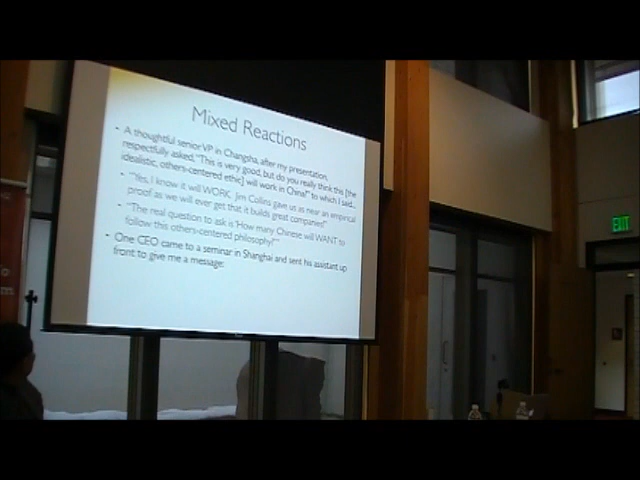 Mixed Reactions
• A thoughtful senior VP in Changsha, after my presentation,
respectfully asked, "This is very good, but do you really think this [the
idealistic, others-centered ethic] will work in China?" to which I said...
• "Yes, I know it will WORK. Jim Collins gave us as near an empirical
proof as we will ever get that it builds great companies!"
• "The real question to ask is 'How many Chinese will WANT to
follow this others-centered philosophy?'"
• One CEO came to a seminar in Shanghai and sent his assistant up
front to give me a message:
EXIT